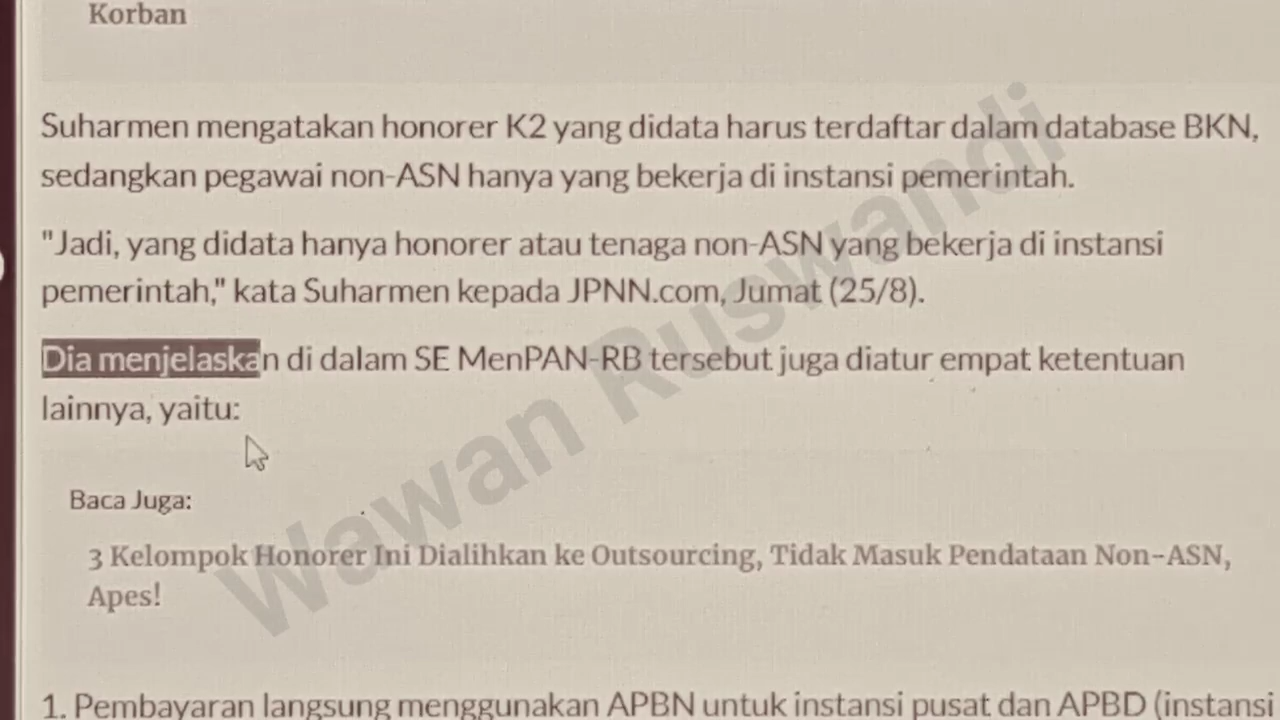 Korban
Suharmen mengatakan honorer K2 yang didata harus terdaftar dalam database BKN,
sedangkan pegawai non-ASN hanya yang bekerja di instansi pemerintah.
"Jadi, yang didata hanya honorer atau tenaga non-ASN yang bekerja di instansi
pemerintah," kata Suharmen kepada JPNN.com, Jumat (25/8).
Dia menjelaskan di dalam SE MenPAN-RB tersebut juga diatur empat ketentuan
lainnya, yaitu:
Baca Juga:
3 Kelompok Honorer Ini Dialihkan ke Outsourcing, Tidak Masuk Pendataan Non-ASN,
Apes!
1. Pembayaran langsung menggunakan APBN untuk instansi pusat dan APBD (instansi
Wawan Ruswandi